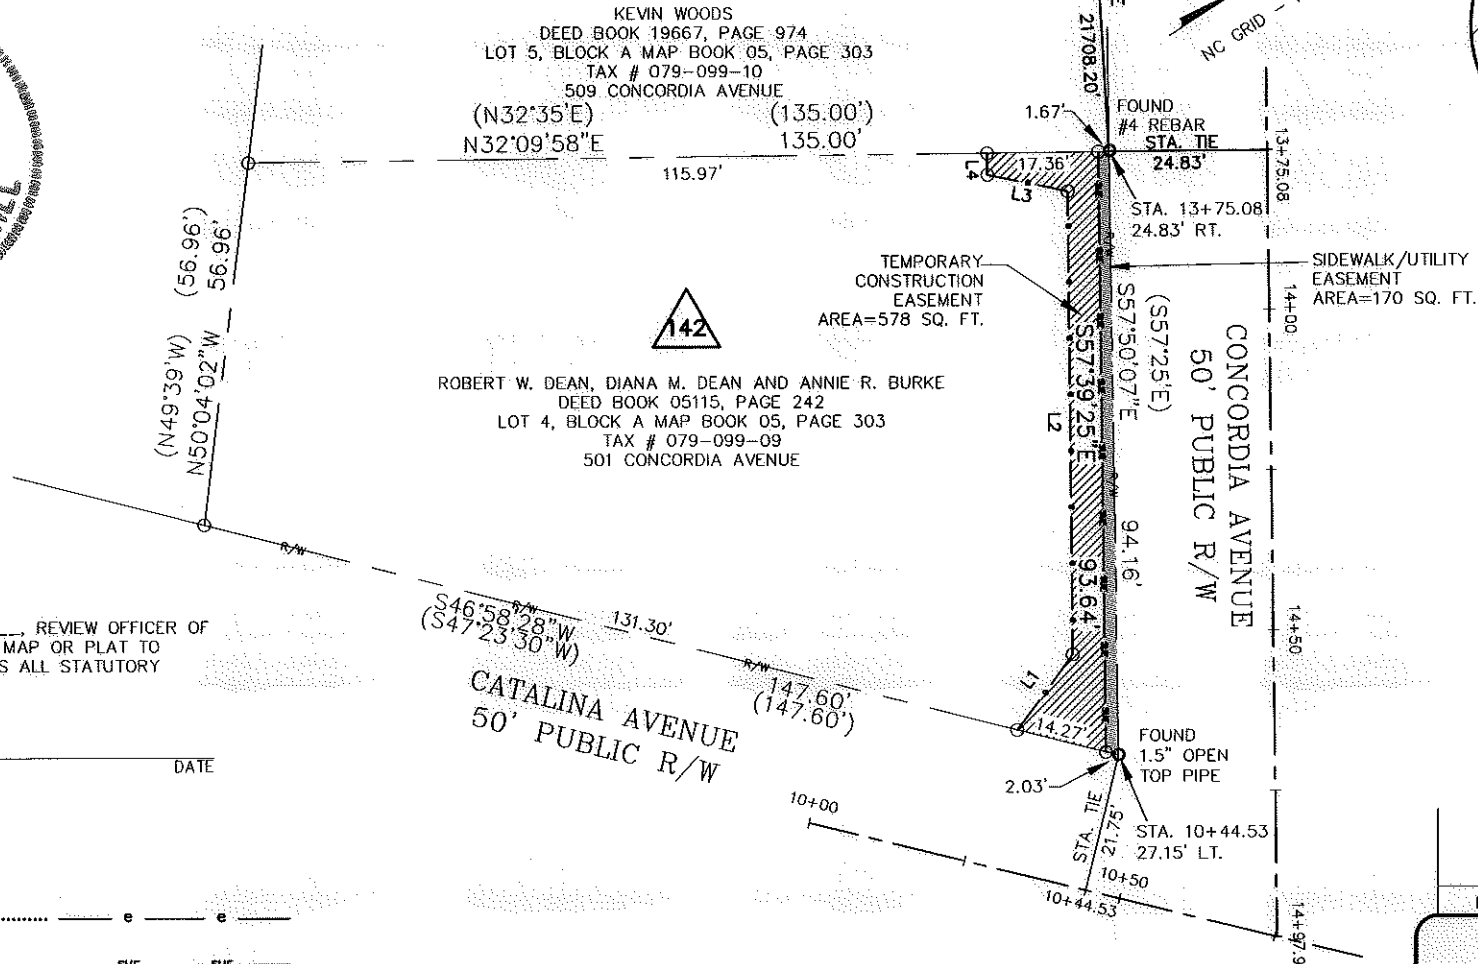 KEVIN WOODS
DEED BOOK 19667, PAGE 974
LOT 5, BLOCK A MAP BOOK 05, PAGE 303
TAX # 079-099-10
509 CONCORDIA AVENUE
(N32°35'E) (135.00')
N32°09'58"E 135.00'
115.97'
21708.20'
NC GRID
1.67'
FOUND
#4 REBAR
STA. TIE
24.83'
13+75.08
17.36'
L4
L3
STA. 13+75.08
24.83' RT.
TEMPORARY
CONSTRUCTION
EASEMENT
AREA=578 SQ. FT.
SIDEWALK/UTILITY
EASEMENT
AREA=170 SQ. FT.
14+00
(56.96')
56.96'
(N49°39'W)
N50°04'02"W
142
ROBERT W. DEAN, DIANA M. DEAN AND ANNIE R. BURKE
DEED BOOK 05115, PAGE 242
LOT 4, BLOCK A MAP BOOK 05, PAGE 303
TAX # 079-099-09
501 CONCORDIA AVENUE
L2
S57°39'25"E
93.64'
S57°50'07"E
94.16'
(S57°25'E)
R/W
CONCORDIA AVENUE
50' PUBLIC R/W
14+50
R/W
R/W
S46°58'28"W
(S47°23'30"W)
131.30'
R/W
147.60'
(147.60')
CATALINA AVENUE
50' PUBLIC R/W
L1
14.27'
2.03'
FOUND
1.5" OPEN
TOP PIPE
STA. TIE
21.75'
STA. 10+44.53
27.15' LT.
10+00
10+50
10+44.53
14+97.9
, REVIEW OFFICER OF
MAP OR PLAT TO
S ALL STATUTORY
DATE
e e